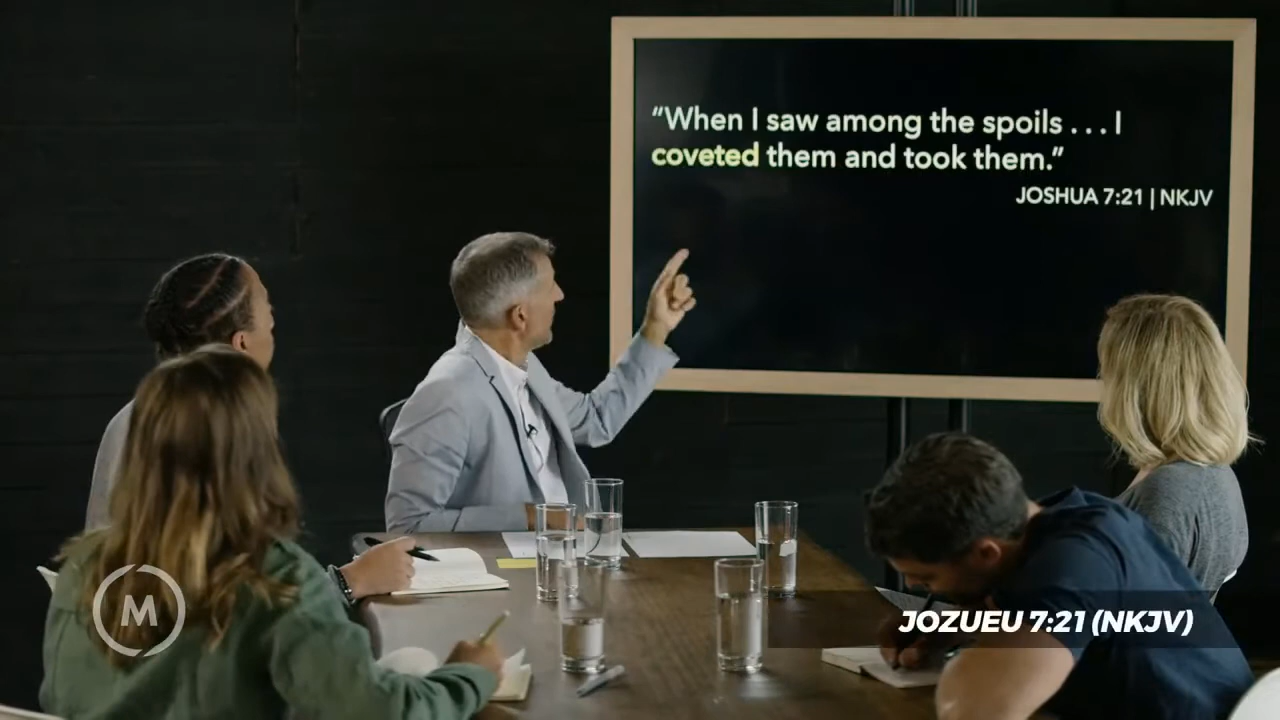 “When I saw among the spoils . . . I
coveted them and took them.”
JOSHUA 7:21 | NKJV
M
JOZUEU 7:21 (NKJV)